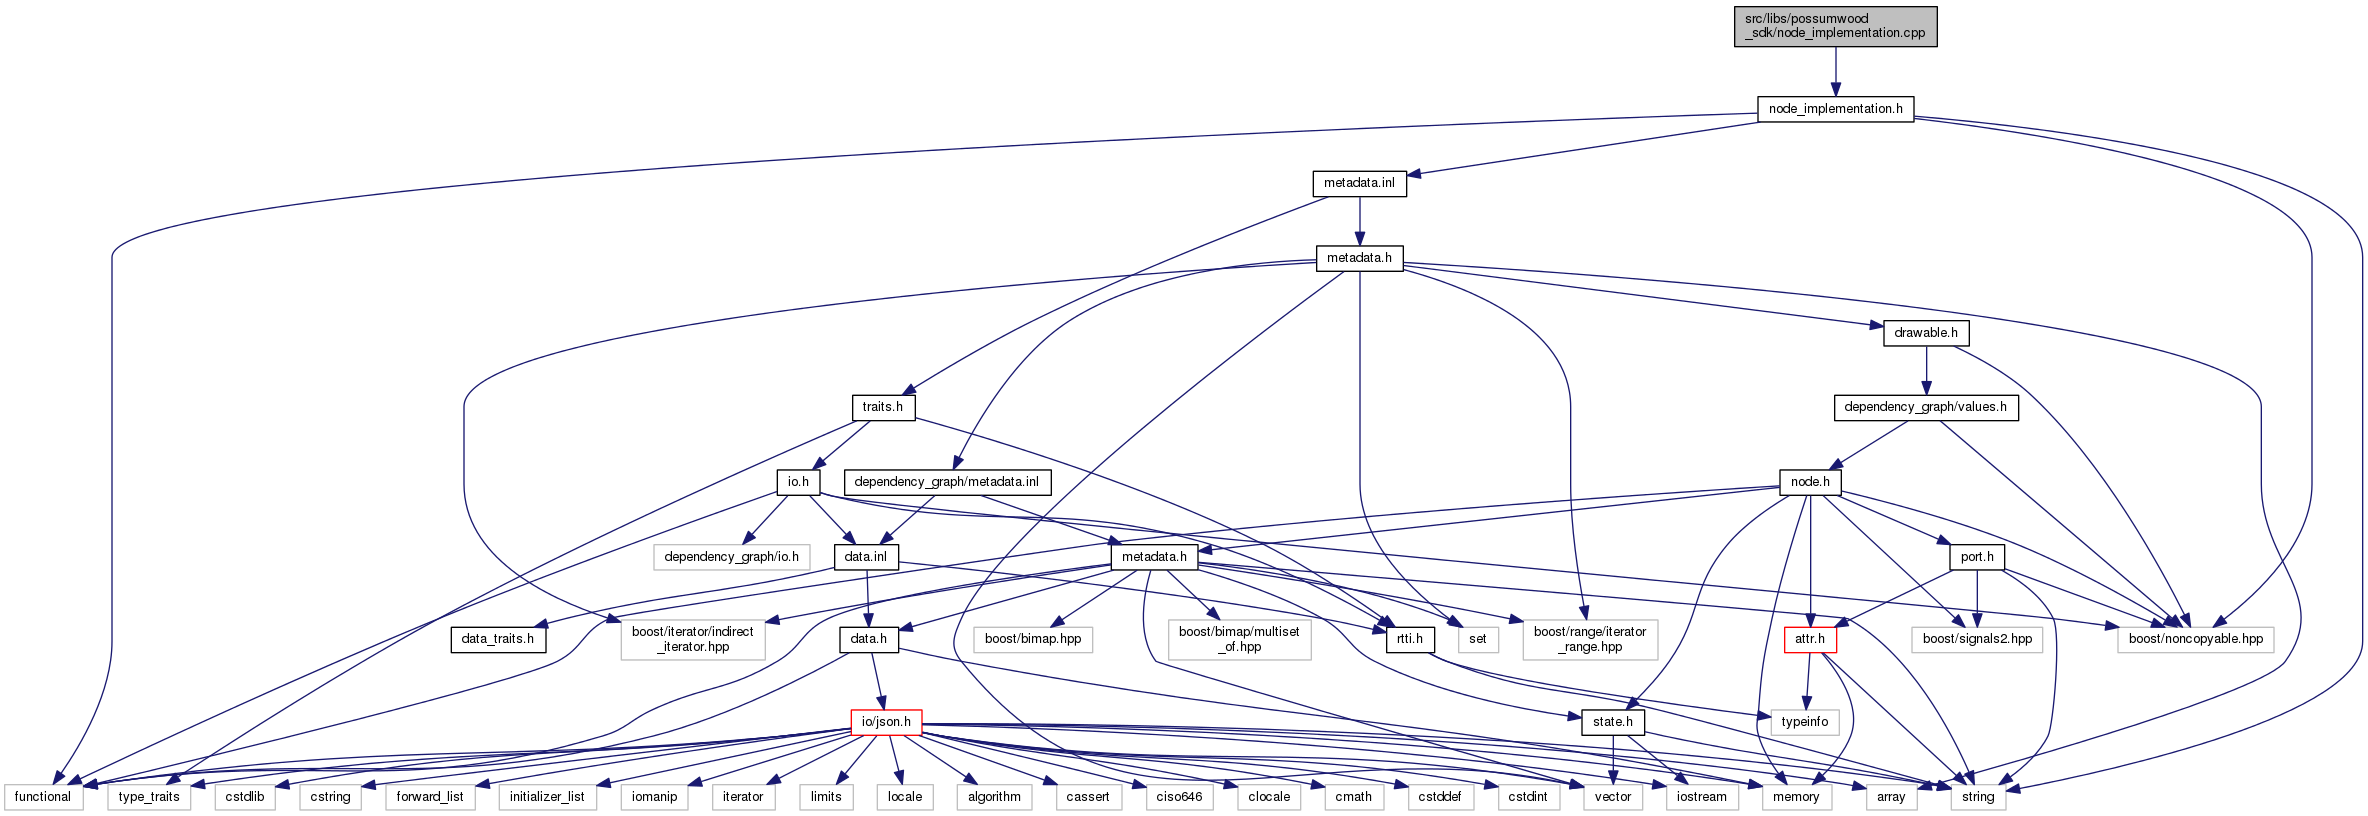 src/libs/possumwood
_sdk/node_implementation.cpp
node_implementation.h
metadata.inl
metadata.h
drawable.h
traits.h
dependency_graph/values.h
io.h
dependency_graph/metadata.inl
node.h
dependency_graph/io.h
data.inl
metadata.h
port.h
data_traits.h
boost/iterator/indirect
_iterator.hpp
data.h
boost/bimap.hpp
boost/bimap/multiset
_of.hpp
rtti.h
set
boost/range/iterator
_range.hpp
attr.h
boost/signals2.hpp
boost/noncopyable.hpp
io/json.h
state.h
typeinfo
functional
type_traits
cstdlib
cstring
forward_list
initializer_list
iomanip
iterator
limits
locale
algorithm
cassert
ciso646
clocale
cmath
cstddef
cstdint
vector
iostream
memory
array
string